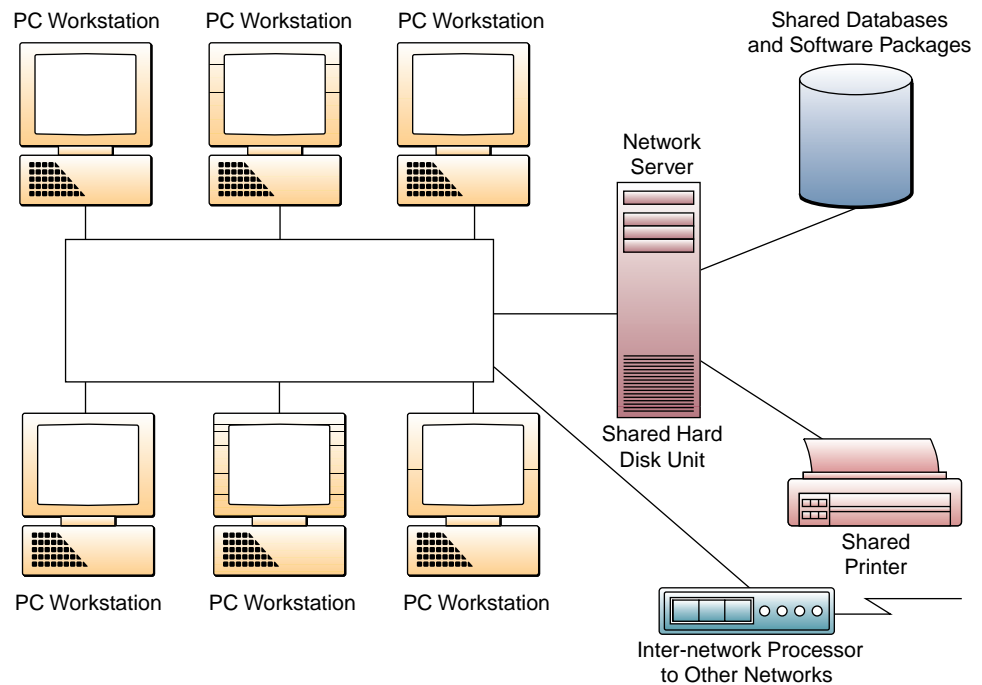 PC Workstation
PC Workstation
PC Workstation
Shared Databases
and Software Packages
Network
Server
Shared Hard
Disk Unit
Shared
Printer
PC Workstation
PC Workstation
PC Workstation
Inter-network Processor
to Other Networks